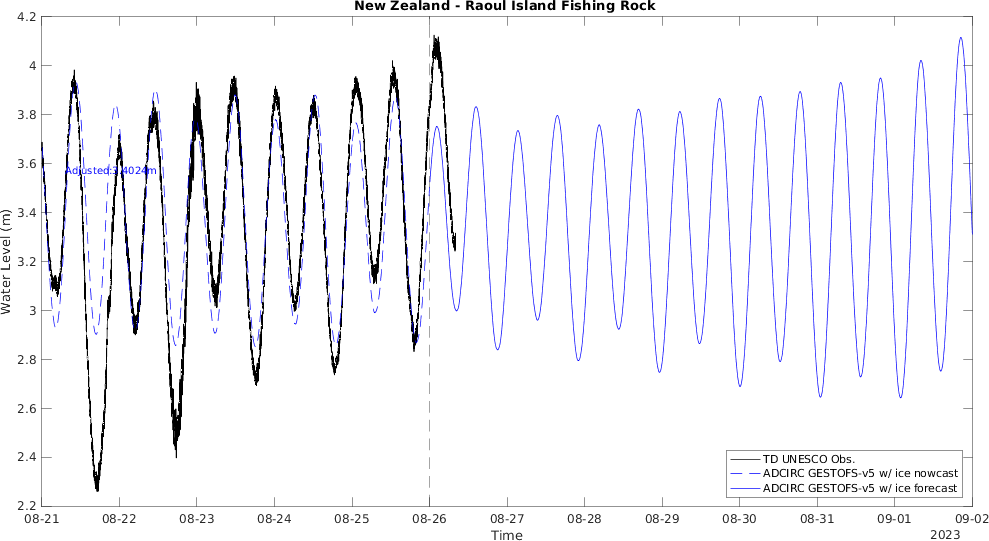 New Zealand - Raoul Island Fishing Rock
4.2
4
3.8
3.6
3.4
3.2
3
2.8
2.6
2.4
2.2
Water Level (m)
Adjusted:3.4024m
TD UNESCO Obs.
ADCIRC GESTOFS-v5 w/ ice nowcast
ADCIRC GESTOFS-v5 w/ ice forecast
08-21 08-22 08-23 08-24 08-25 08-26 08-27 08-28 08-29 08-30 08-31 09-01 09-02
Time
2023